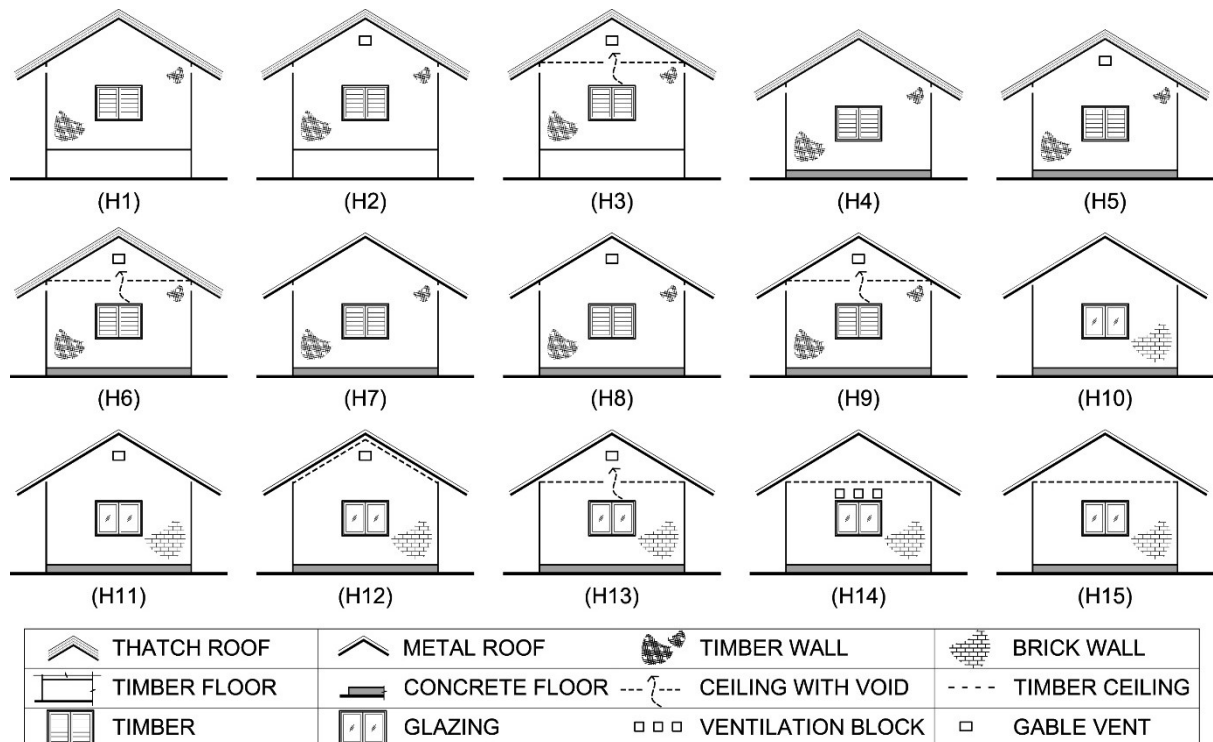 (H1) (H2) (H3) (H4) (H5)
(H6) (H7) (H8) (H9) (H10)
(H11) (H12) (H13) (H14) (H15)
THATCH ROOF METAL ROOF TIMBER WALL BRICK WALL
TIMBER FLOOR CONCRETE FLOOR CEILING WITH VOID TIMBER CEILING
TIMBER GLAZING VENTILATION BLOCK GABLE VENT